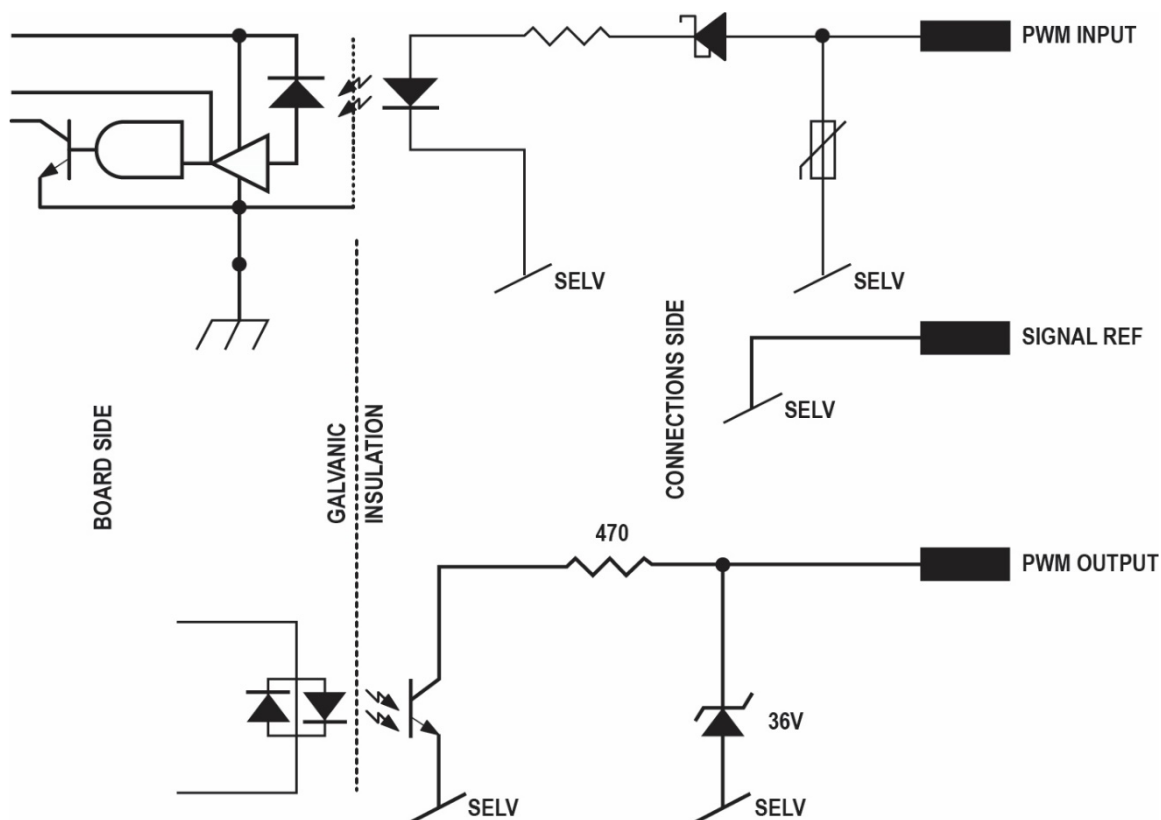 PWM INPUT
SELV
SELV
SIGNAL REF
SELV
BOARD SIDE
GALVANIC
INSULATION
CONNECTIONS SIDE
470
PWM OUTPUT
36V
SELV
SELV